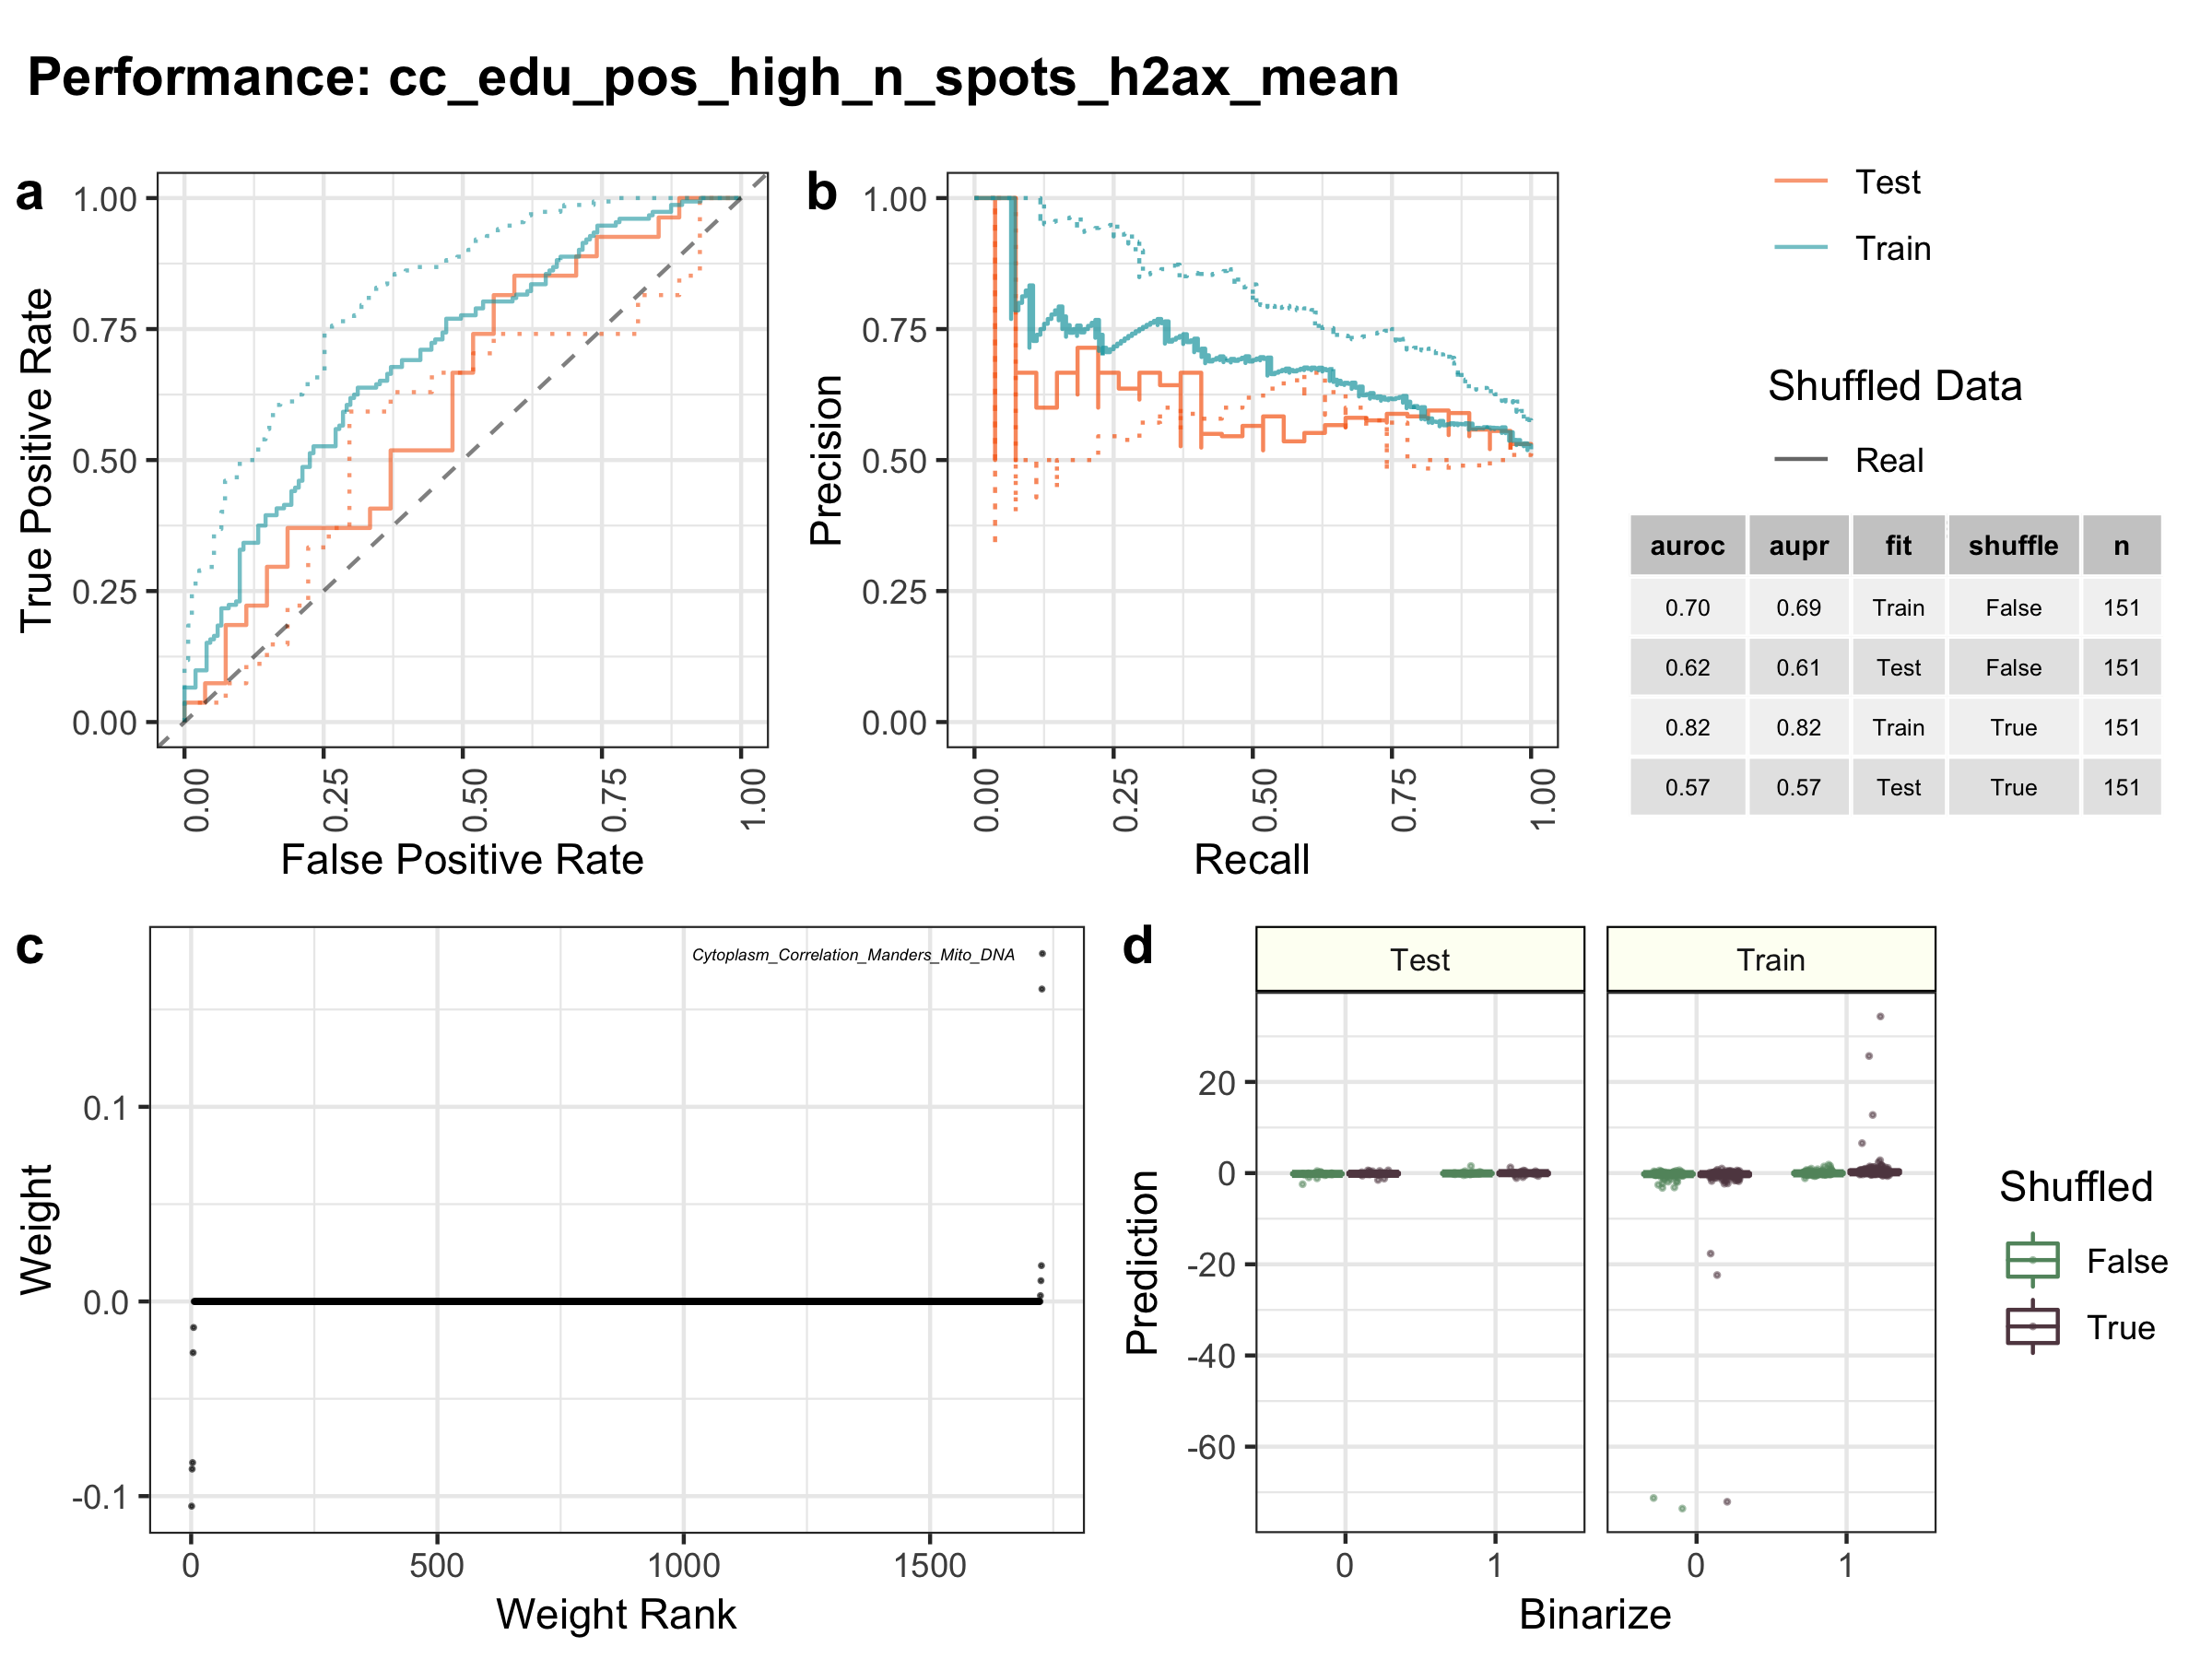 Performance: cc_edu_pos_high_n_spots_h2ax_mean
a
1.00
0.75
0.50
0.25
0.00
True Positive Rate
0.00
0.25
0.50
0.75
1.00
False Positive Rate
b
1.00
0.75
0.50
0.25
0.00
Precision
0.00
0.25
0.50
0.75
1.00
Recall
Test
Train
Shuffled Data
Real
auroc aupr fit shuffle n
0.70 0.69 Train False 151
0.62 0.61 Test False 151
0.82 0.82 Train True 151
0.57 0.57 Test True 151
c
Cytoplasm_Correlation_Manders_Mito_DNA
0.1
0.0
-0.1
Weight
0
500
1000
1500
Weight Rank
d
Test
Train
20
0
-20
-40
-60
Prediction
0
1
0
1
Binarize
Shuffled
False
True